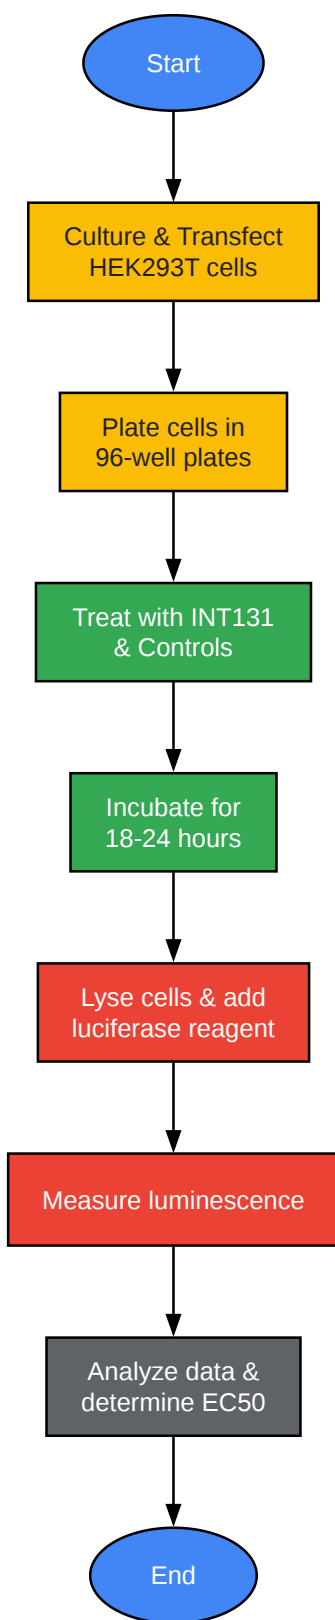 Start
Culture & Transfect
HEK293T cells
Plate cells in
96-well plates
Treat with INT131
& Controls
Incubate for
18-24 hours
Lyse cells & add
luciferase reagent
Measure luminescence
Analyze data &
determine EC50
End